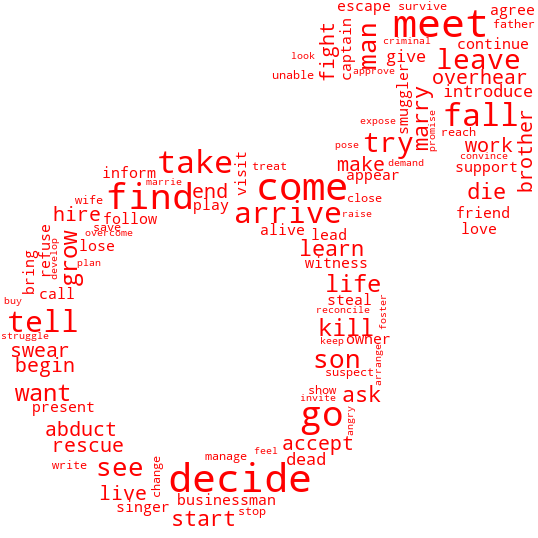 escape
survive
meet
agree
father
captain
man
criminal
continue
fight
look
give
leave
unable
approve
overhear
smuggler
introduce
marry
promise
fall
brother
expose
reach
pose
try
work
convince
take
visit
treat
make
demand
support
inform
marrie
appear
find
end
come
die
wife
play
close
hire
follow
arrive
raise
friend
save
overcome
alive
lead
love
refuse
develop
grow
lose
learn
bring
plan
witness
call
life
buy
steal
foster
tell
reconcile
struggle
kill
keep
owner
swear
son
arrange
begin
suspect
want
show
invite
ask
present
go
angry
abduct
accept
rescue
feel
manage
dead
write
see
change
decide
live
businessman
singer
start
stop